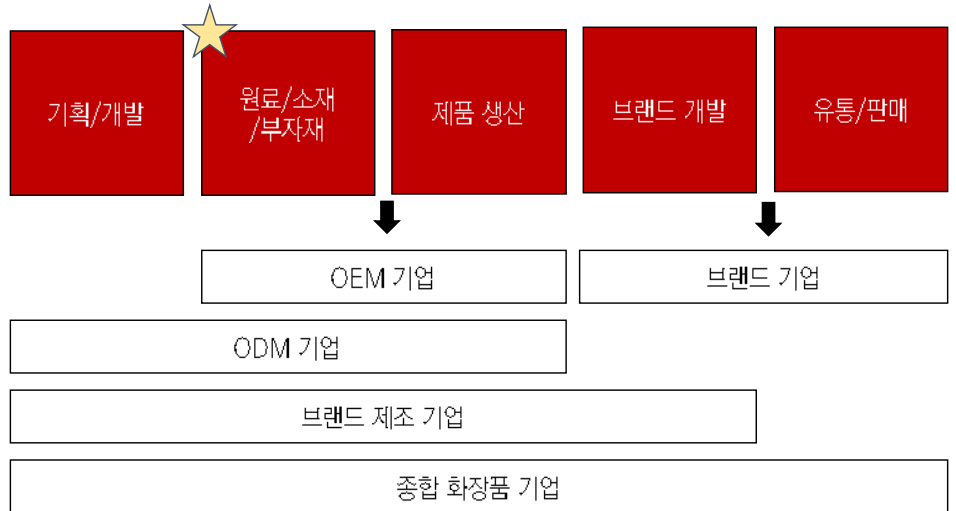 기획/개발
원료/소재
/부자재
제품 생산
브랜드 개발
유통/판매
OEM 기업
브랜드 기업
ODM 기업
브랜드 제조 기업
종합 화장품 기업